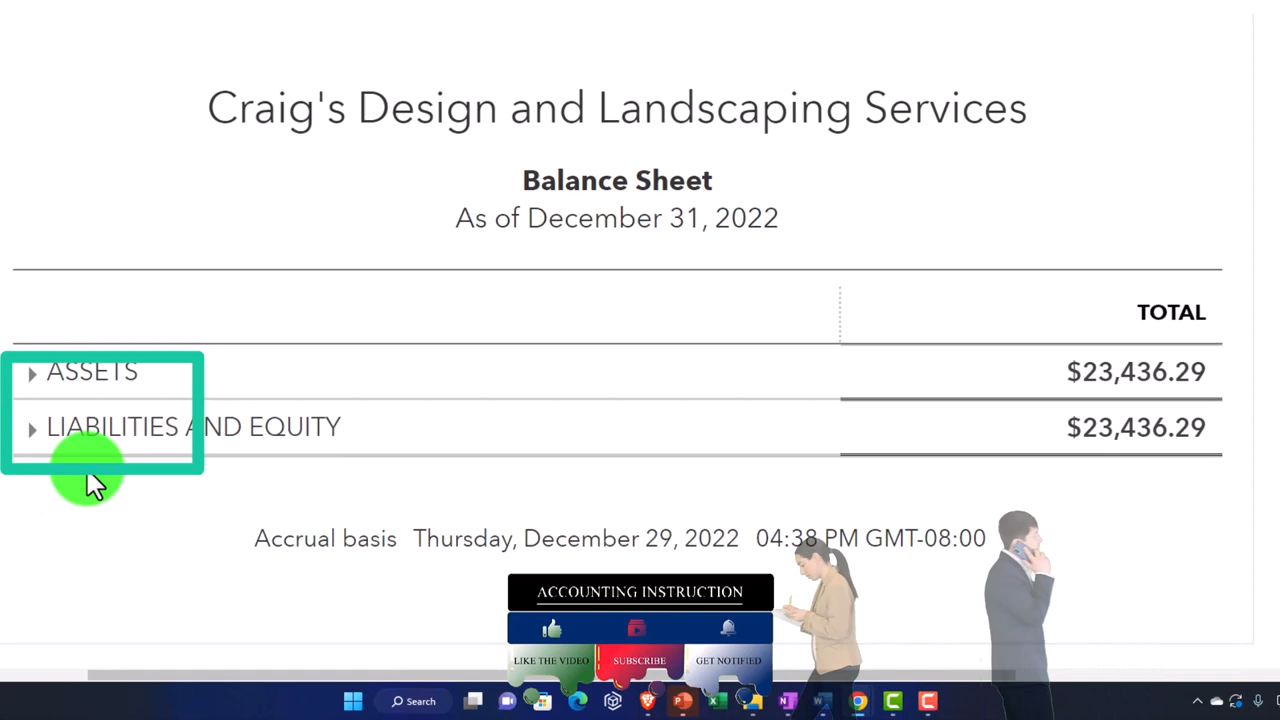 Craig's Design and Landscaping Services
Balance Sheet
As of December 31, 2022
TOTAL
ASSETS $23,436.29
LIABILITIES AND EQUITY $23,436.29
Accrual basis Thursday, December 29, 2022 04:38 PM GMT-08:00
ACCOUNTING INSTRUCTION
LIKE THE VIDEO SUBSCRIBE GET NOTIFIED
Search